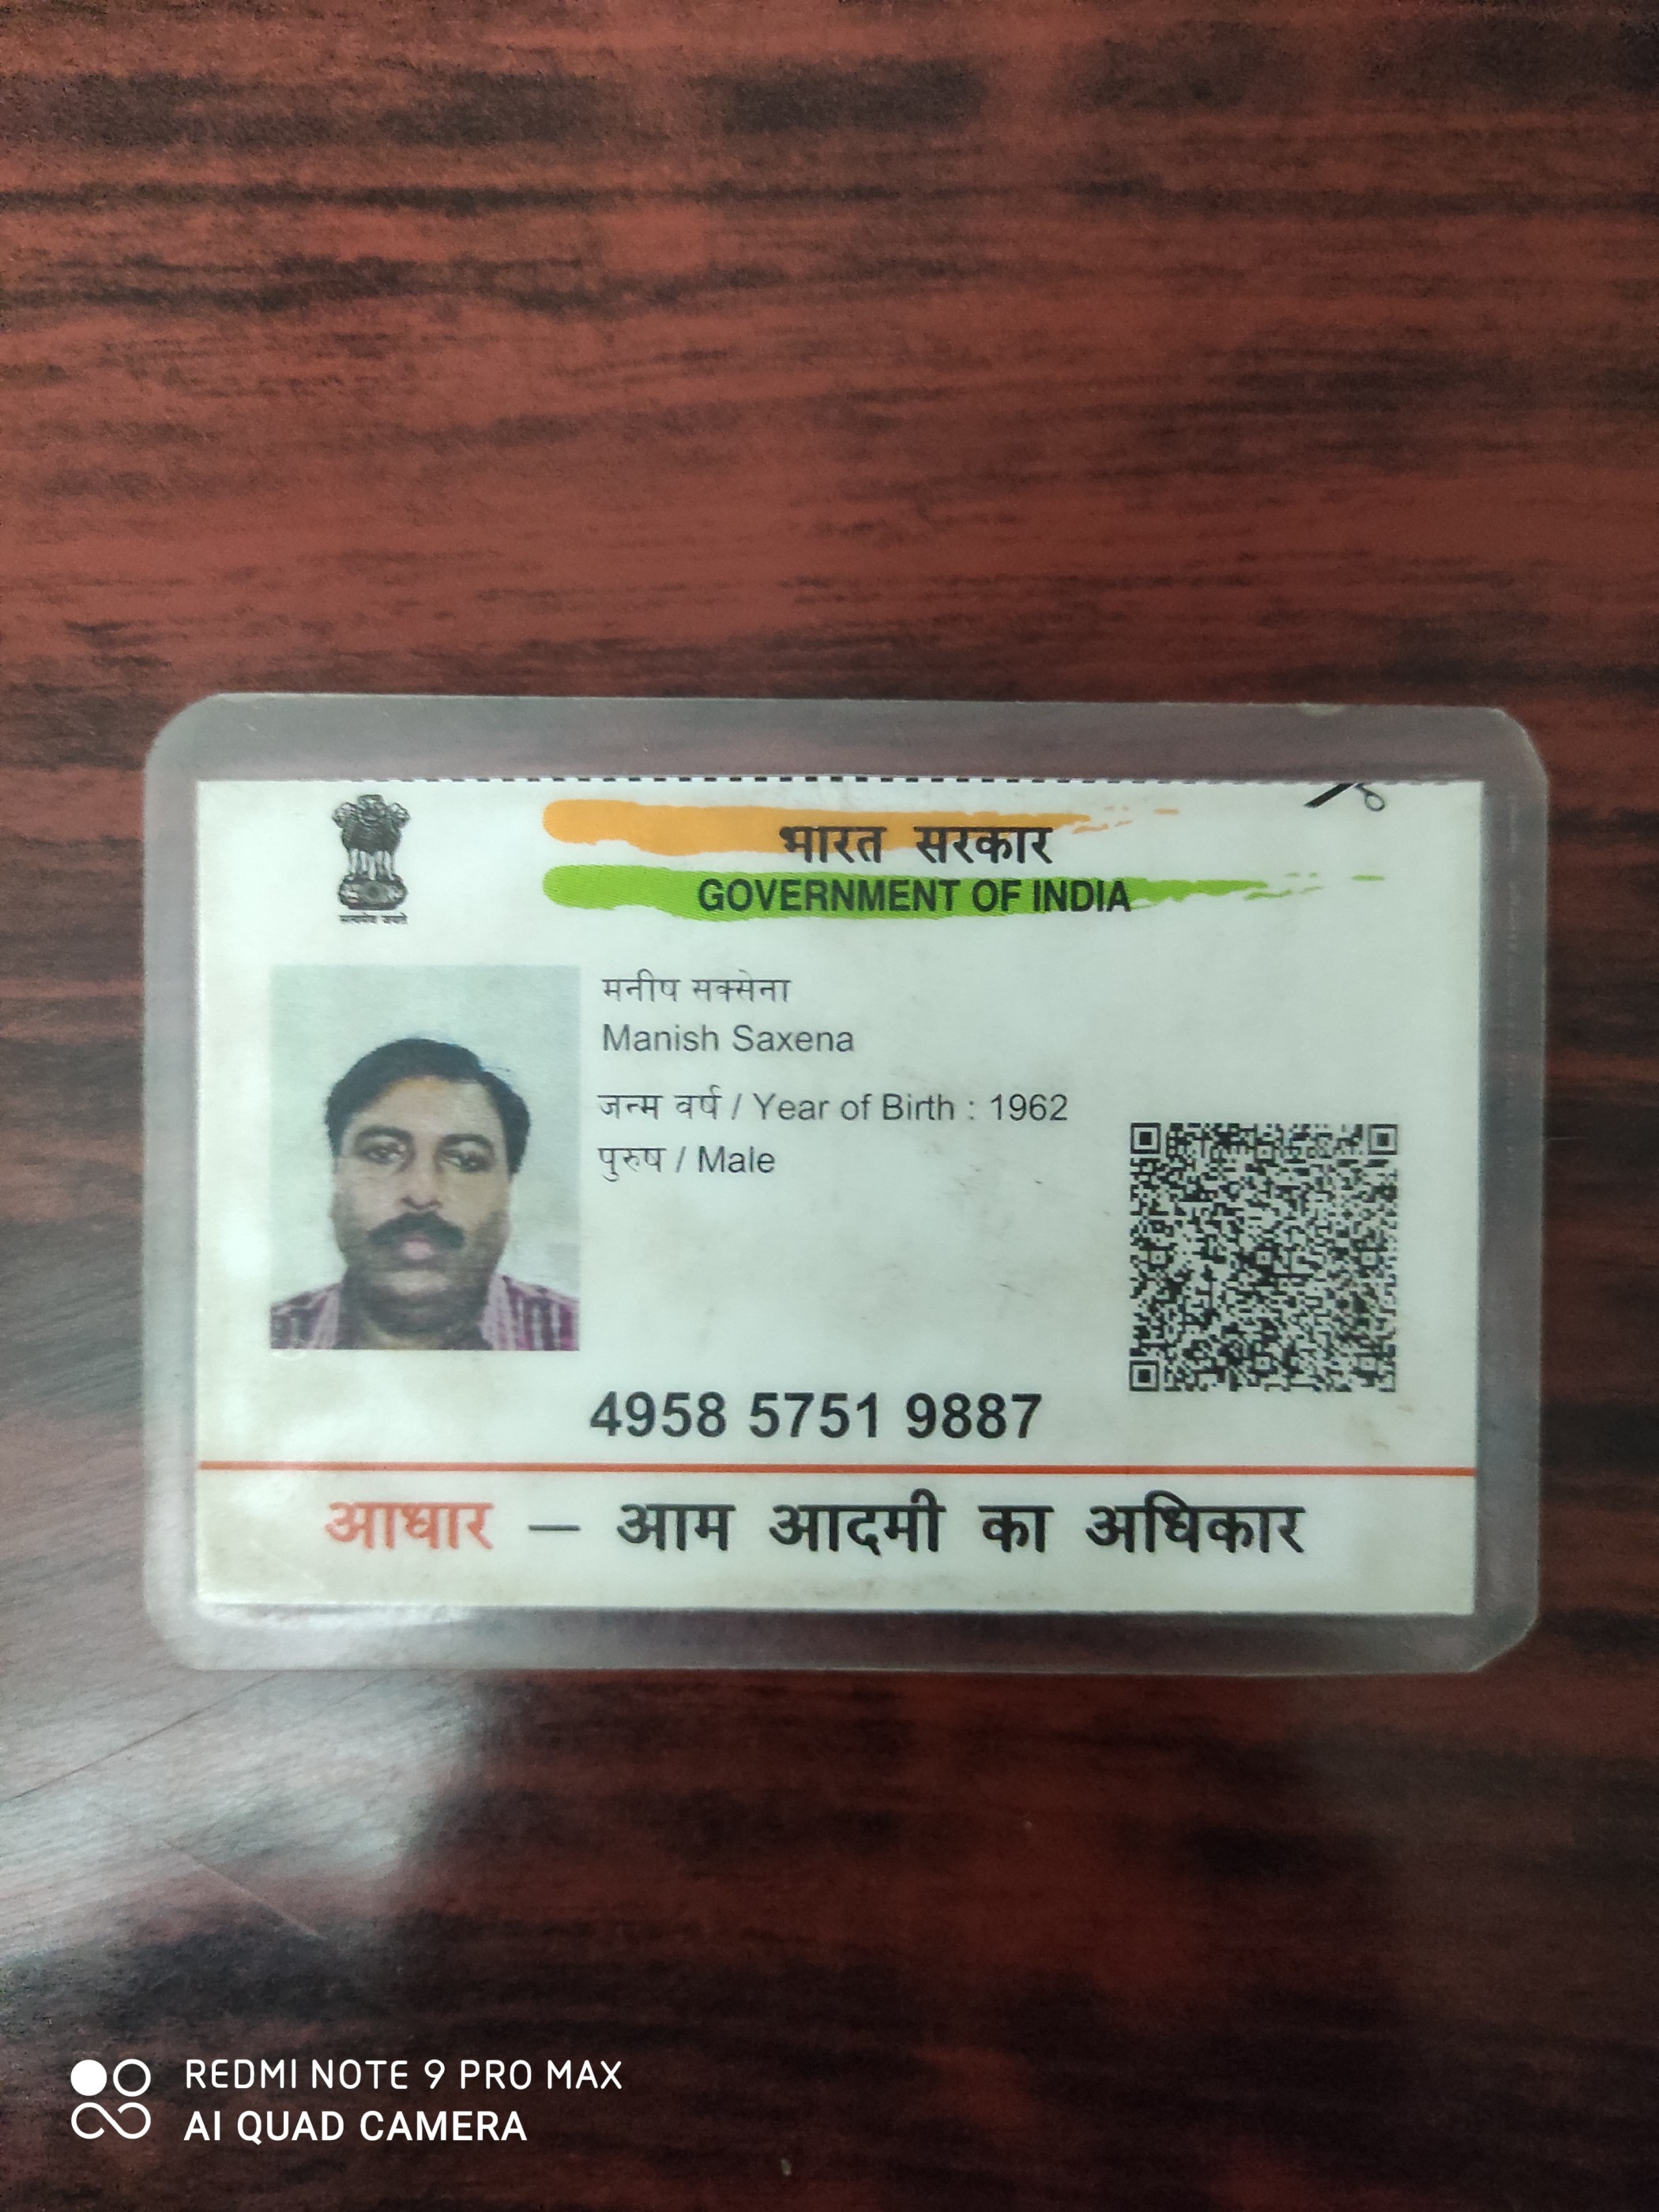 भारत सरकार
GOVERNMENT OF INDIA
सत्यमेव जयते
मनीष सक्सेना
Manish Saxena
जन्म वर्ष / Year of Birth : 1962
पुरुष / Male
4958 5751 9887
आधार — आम आदमी का अधिकार
REDMI NOTE 9 PRO MAX
AI QUAD CAMERA